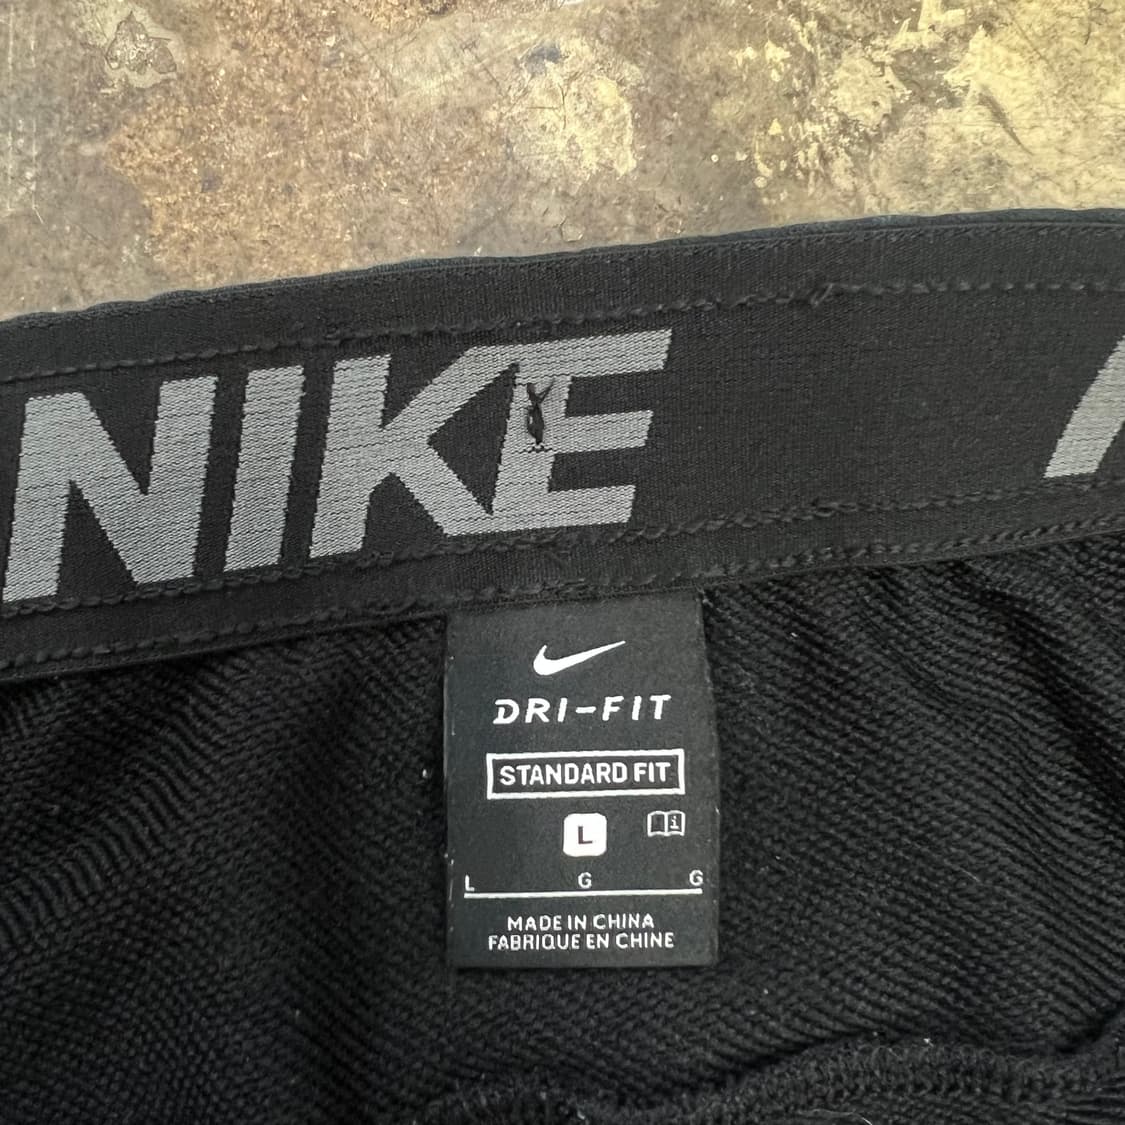 NIKE
DRI-FIT
STANDARD FIT
L
L G G
MADE IN CHINA
FABRIQUE EN CHINE